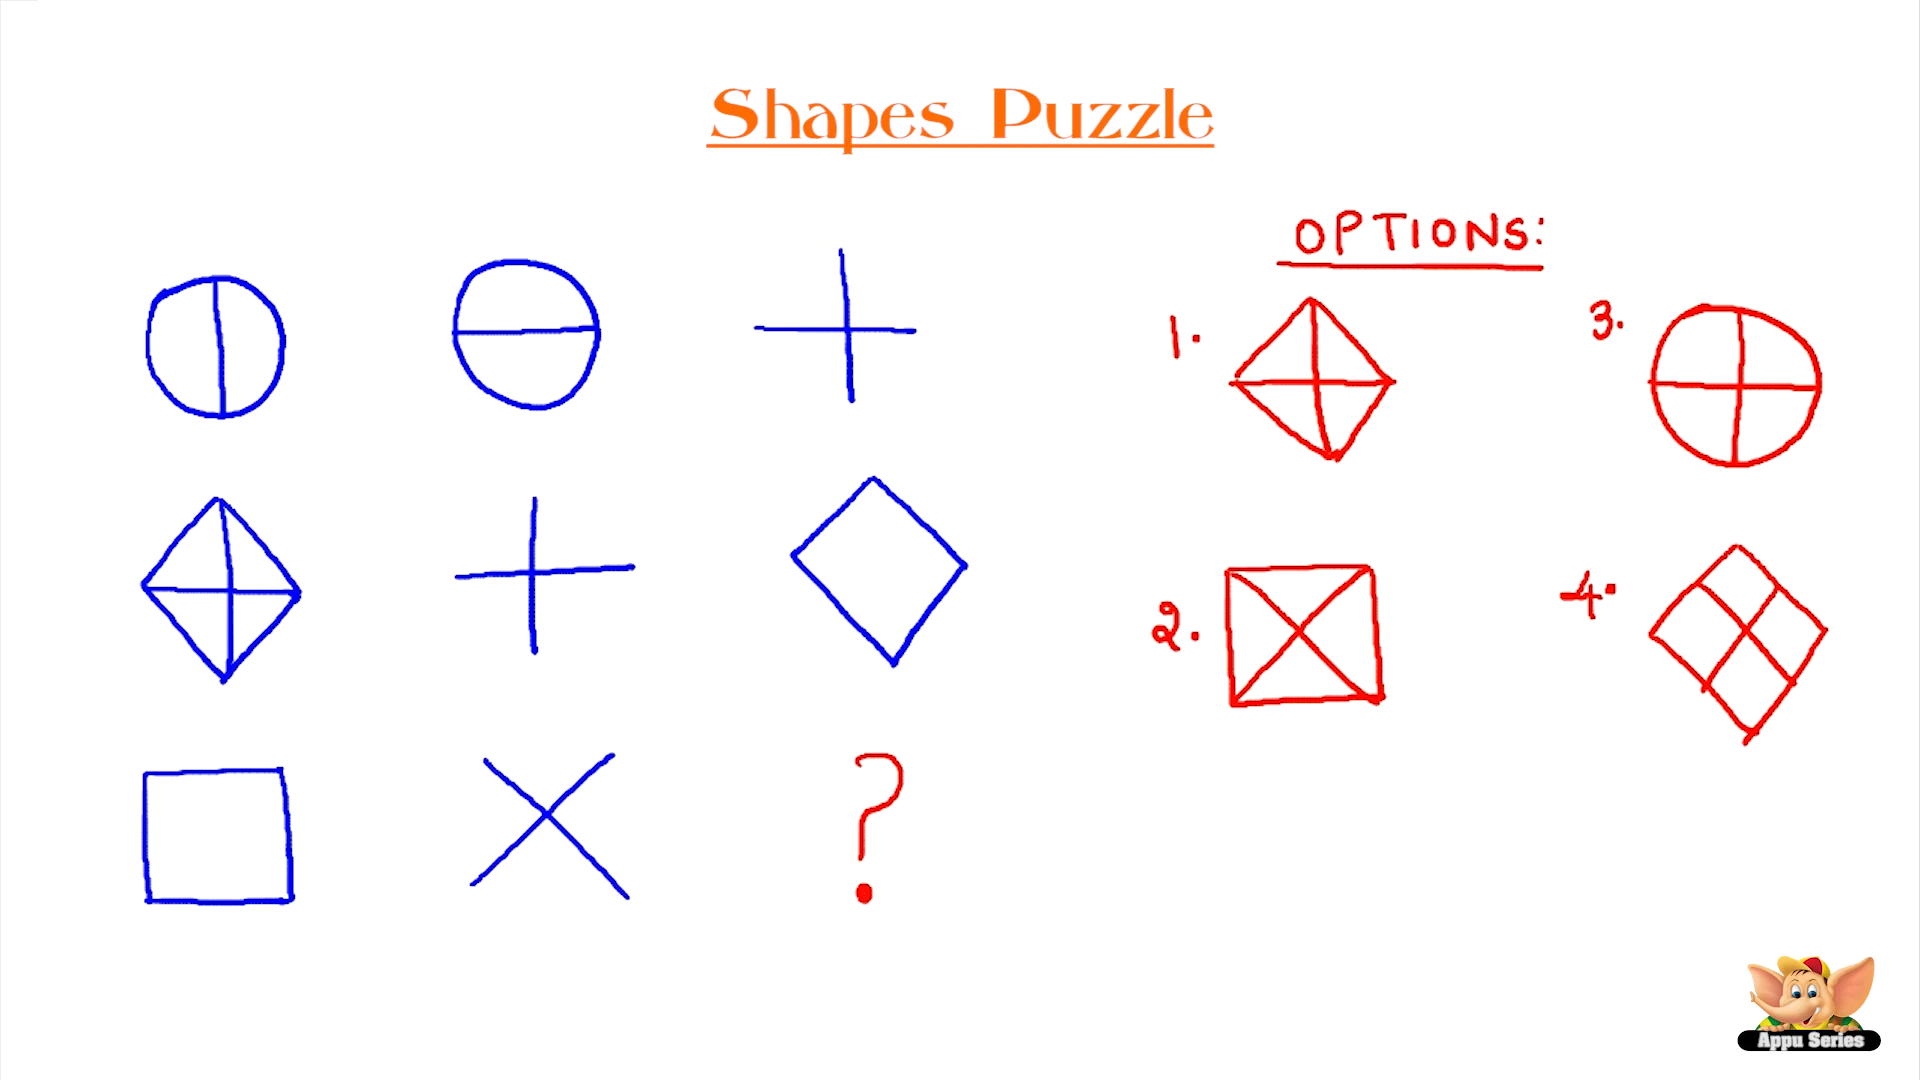 Shapes Puzzle
OPTIONS:
1.
3.
2.
4.
?
Appu Series